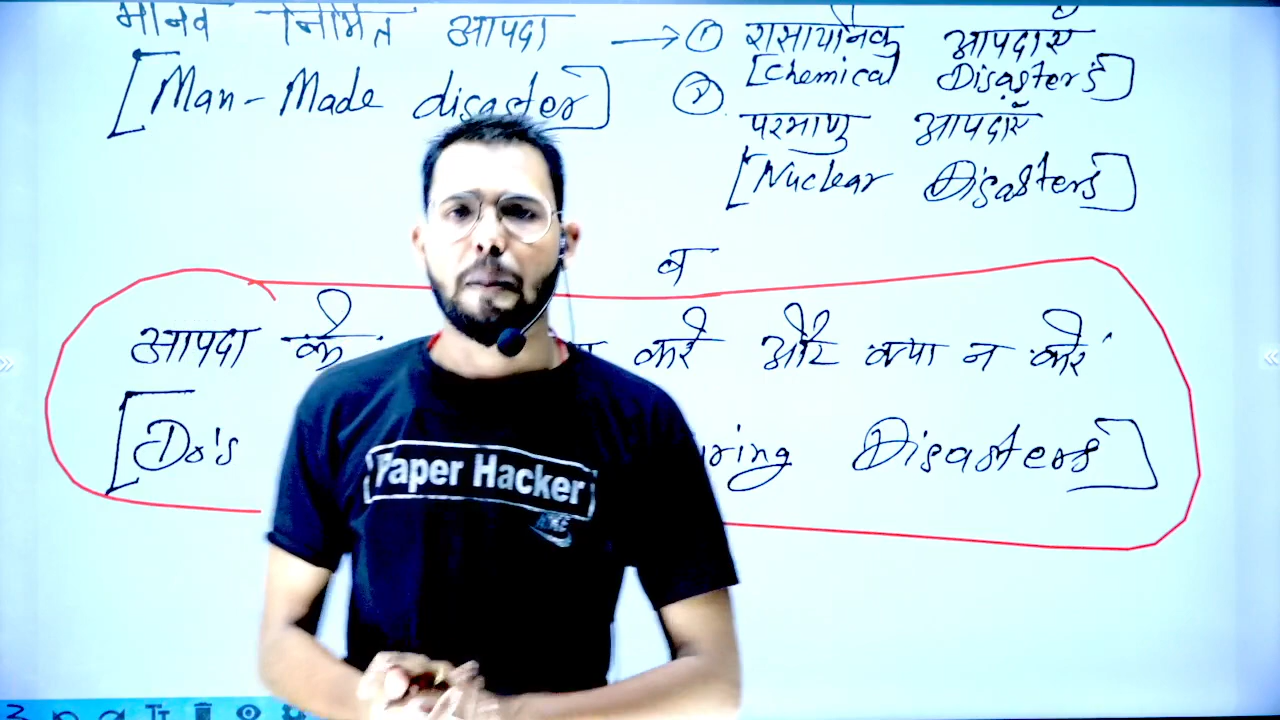 मानव निर्मित आपदा → ① रासायनिक आपदाएँ
[Man-Made disaster] [Chemical Disasters]
② परमाणु आपदाएँ
[Nuclear Disasters]
व
आपदा के करें और क्या न करें
[Do's Disasters]
Paper Hacker
NIKE